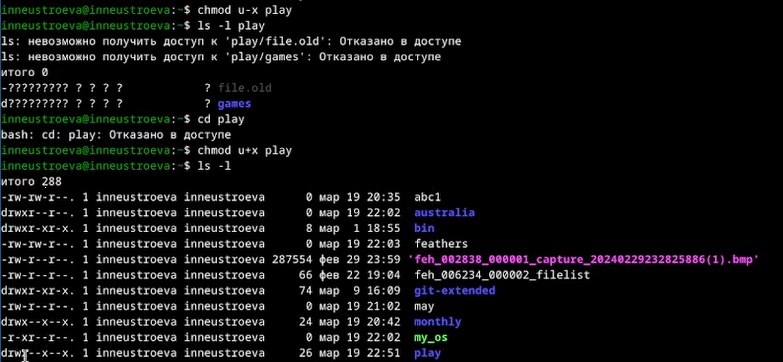 inneustroeva@inneustroeva:~$ chmod u-x play
inneustroeva@inneustroeva:~$ ls -l play
ls: невозможно получить доступ к 'play/file.old': Отказано в доступе
ls: невозможно получить доступ к 'play/games': Отказано в доступе
итого 0
-????????? ? ? ? ?            ? file.old
d????????? ? ? ? ?            ? games
inneustroeva@inneustroeva:~$ cd play
bash: cd: play: Отказано в доступе
inneustroeva@inneustroeva:~$ chmod u+x play
inneustroeva@inneustroeva:~$ ls -l
итого 288
-rw-rw-r--. 1 inneustroeva inneustroeva      0 мар 19 20:35  abc1
drwxr--r--. 1 inneustroeva inneustroeva      0 мар 19 22:02  australia
drwxr-xr-x. 1 inneustroeva inneustroeva      8 мар  1 18:55  bin
-rw-rw-r--. 1 inneustroeva inneustroeva      0 мар 19 22:03  feathers
-rw-r--r--. 1 inneustroeva inneustroeva 287554 фев 29 23:59 'feh_002838_000001_capture_20240229232825886(1).bmp'
-rw-r--r--. 1 inneustroeva inneustroeva     66 фев 22 19:04  feh_006234_000002_filelist
drwxr-xr-x. 1 inneustroeva inneustroeva     74 мар  9 16:09  git-extended
-rw-r--r--. 1 inneustroeva inneustroeva      0 мар 19 21:02  may
drwx--x--x. 1 inneustroeva inneustroeva     24 мар 19 20:42  monthly
-r-xr--r--. 1 inneustroeva inneustroeva      0 мар 19 22:02  my_os
drwx--x--x. 1 inneustroeva inneustroeva     26 мар 19 22:51  play